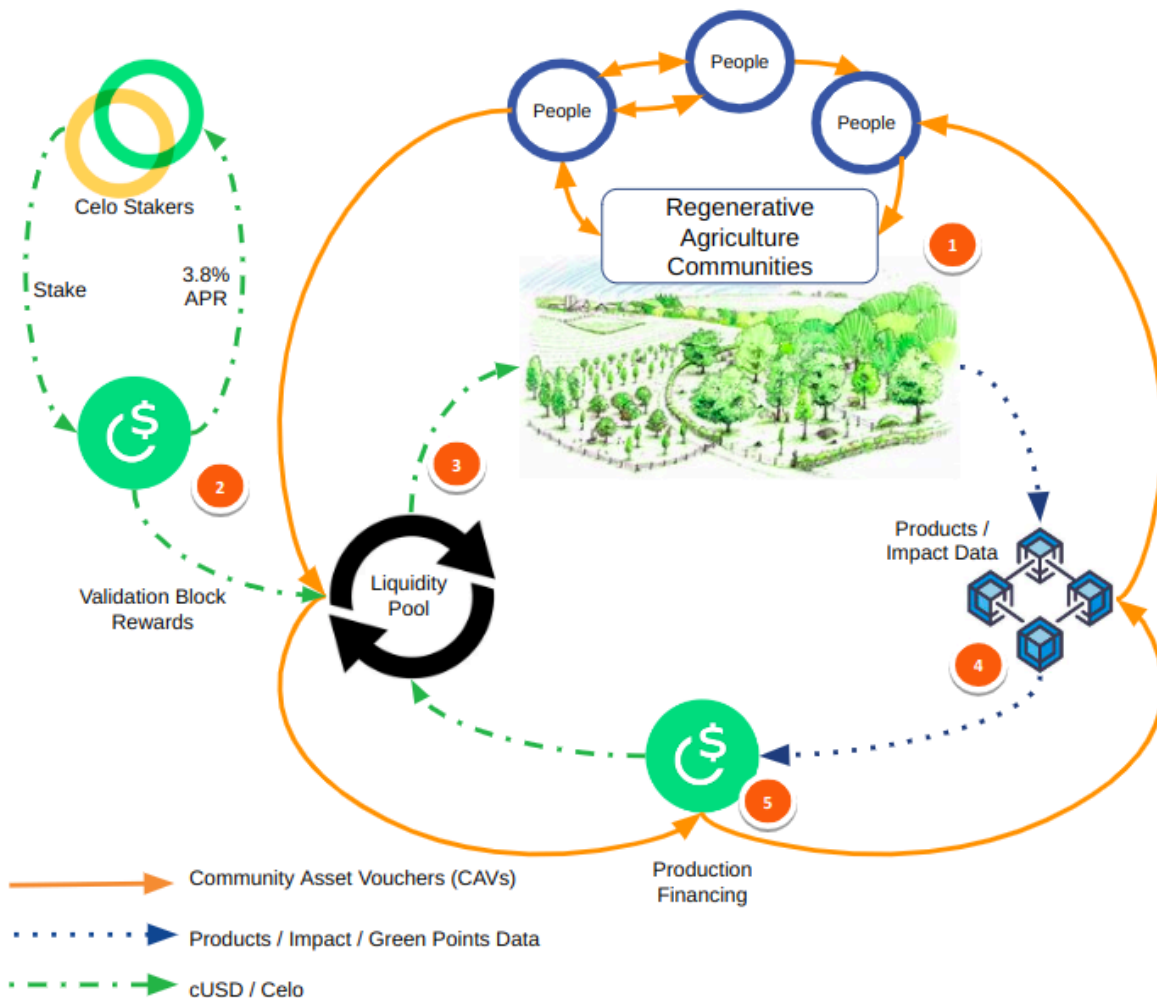 People
People
People
Celo Stakers
Regenerative
Agriculture
Communities
1
Stake
3.8%
APR
3
2
Products /
Impact Data
Liquidity
Pool
Validation Block
Rewards
4
5
Production
Financing
Community Asset Vouchers (CAVs)
Products / Impact / Green Points Data
cUSD / Celo